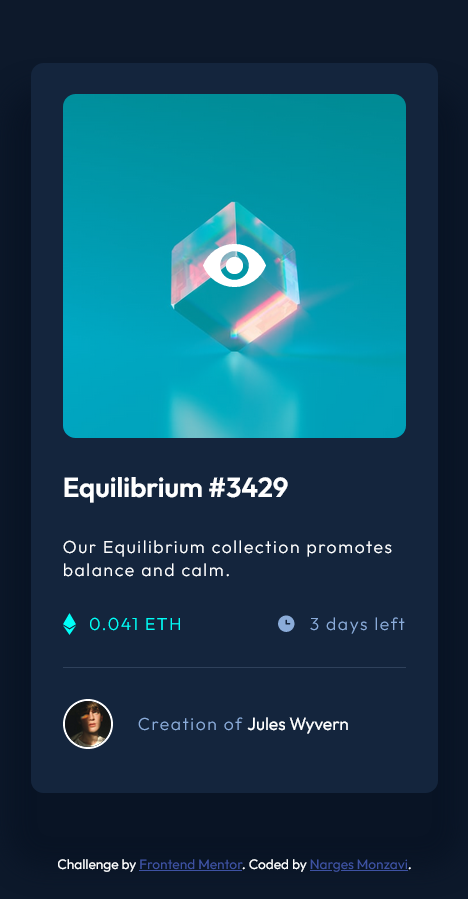 Equilibrium #3429
Our Equilibrium collection promotes
balance and calm.
0.041 ETH 3 days left
Creation of Jules Wyvern
Challenge by Frontend Mentor. Coded by Narges Monzavi.